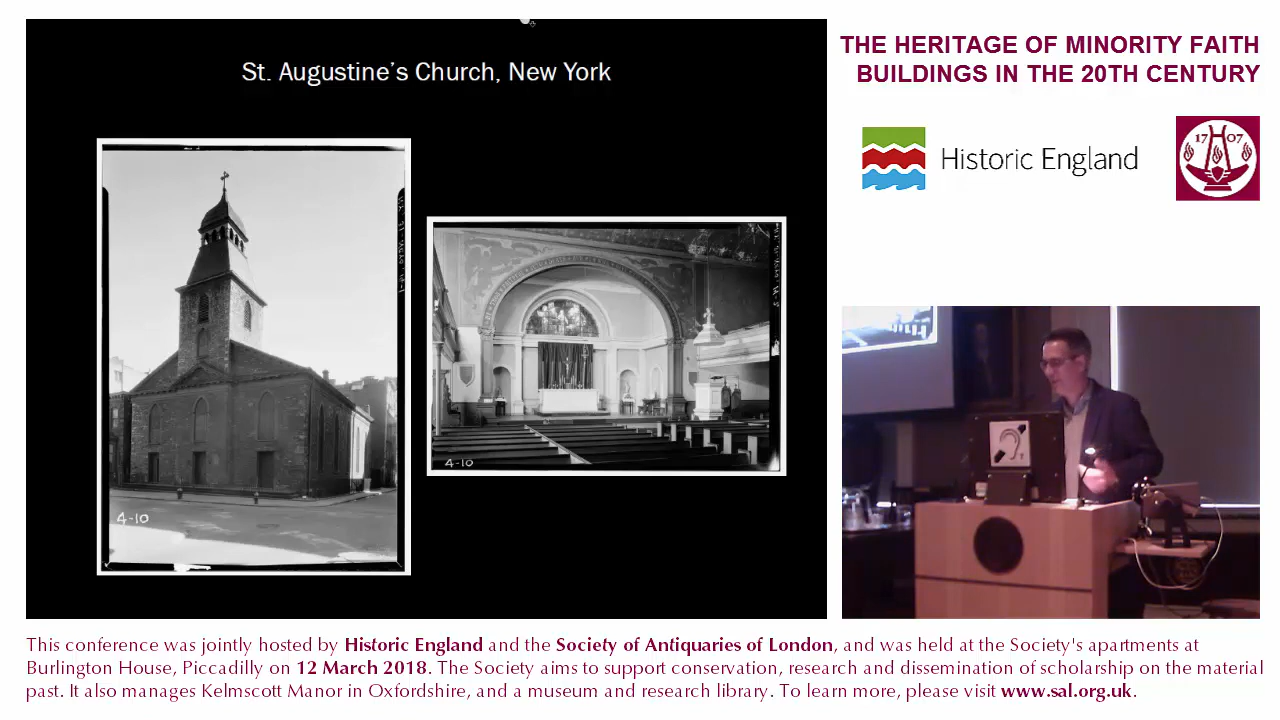 St. Augustine's Church, New York
4-10
4-10
THE HERITAGE OF MINORITY FAITH
BUILDINGS IN THE 20TH CENTURY
Historic England
1707
T
This conference was jointly hosted by Historic England and the Society of Antiquaries of London, and was held at the Society's apartments at
Burlington House, Piccadilly on 12 March 2018. The Society aims to support conservation, research and dissemination of scholarship on the material
past. It also manages Kelmscott Manor in Oxfordshire, and a museum and research library. To learn more, please visit www.sal.org.uk.